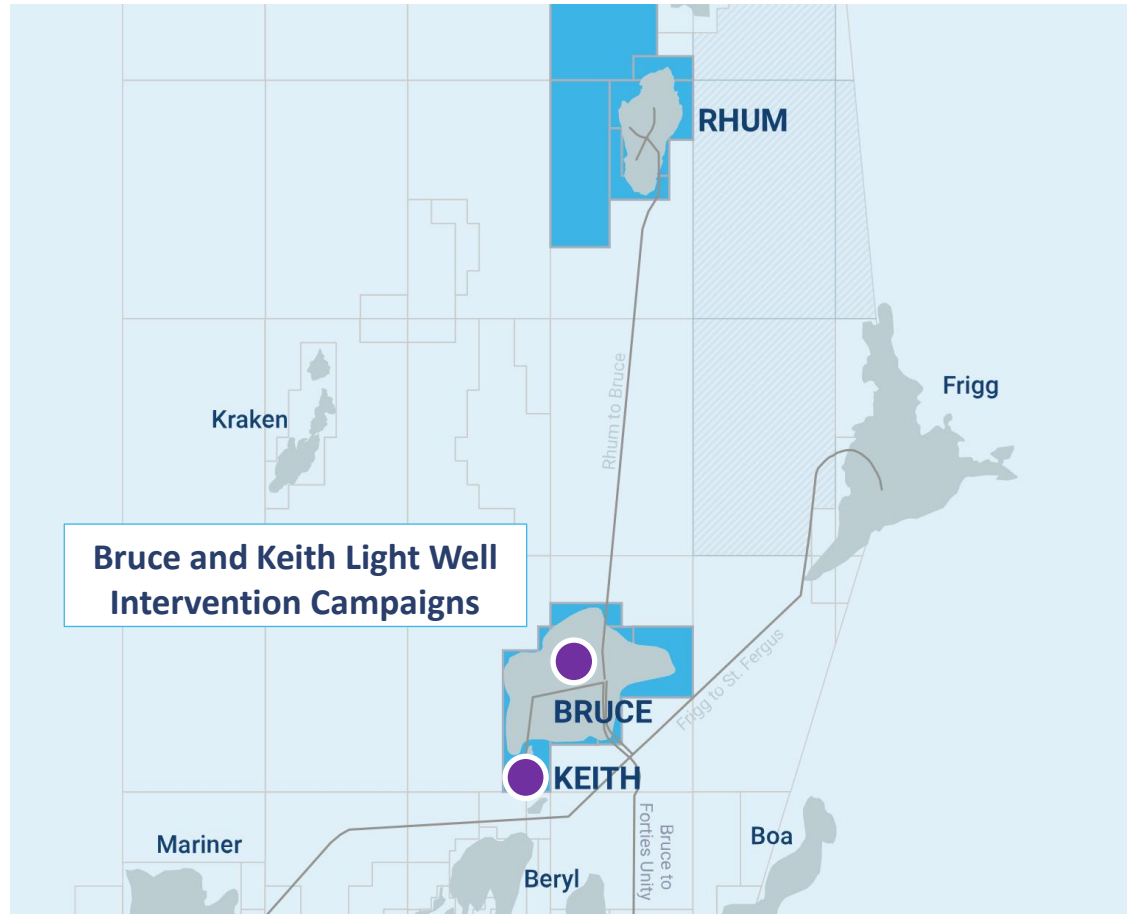 RHUM
Rhum to Bruce
Frigg
Kraken
Bruce and Keith Light Well
Intervention Campaigns
Frigg to St. Fergus
BRUCE
KEITH
Bruce to
Forties Unity
Mariner
Boa
Beryl